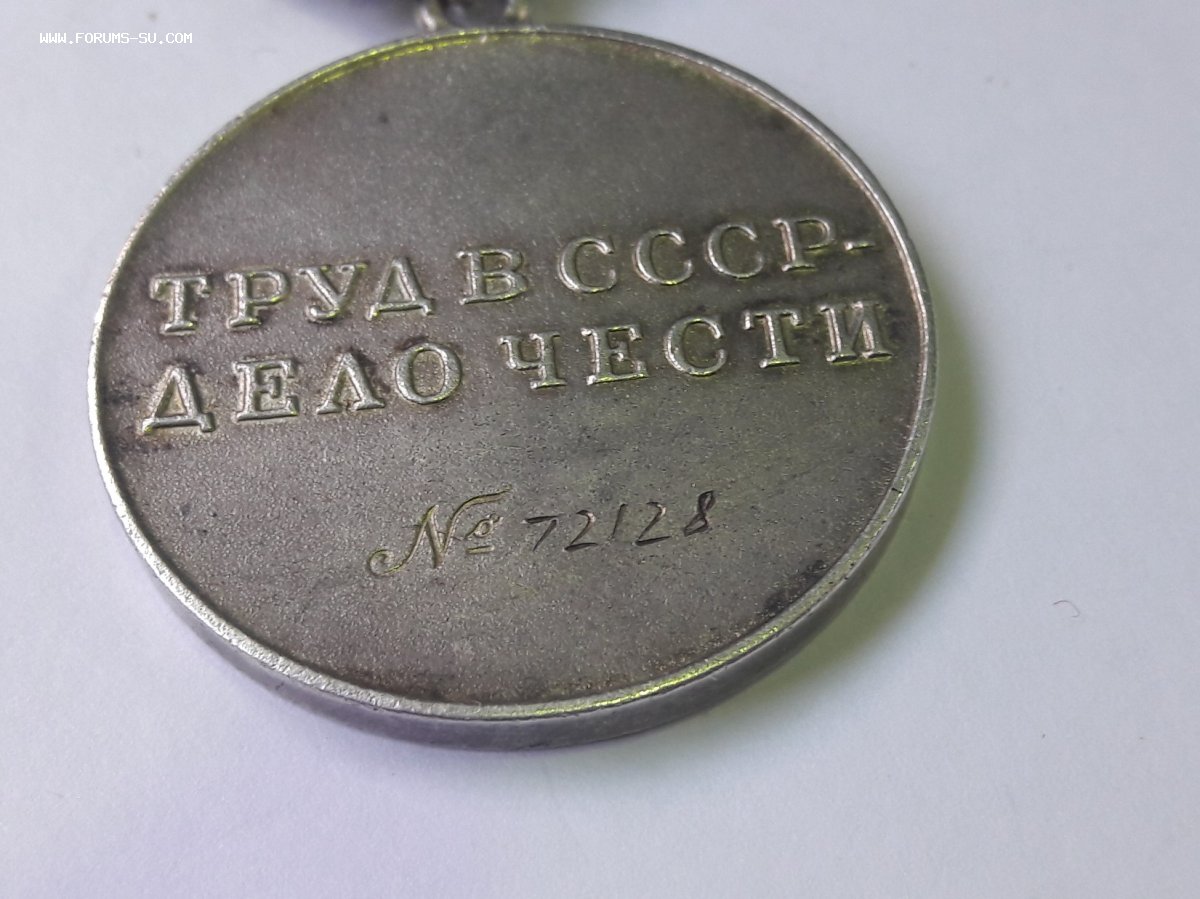 WWW.FORUMS-SU.COM
ТРУД В СССР-
ДЕЛО ЧЕСТИ
№ 72128